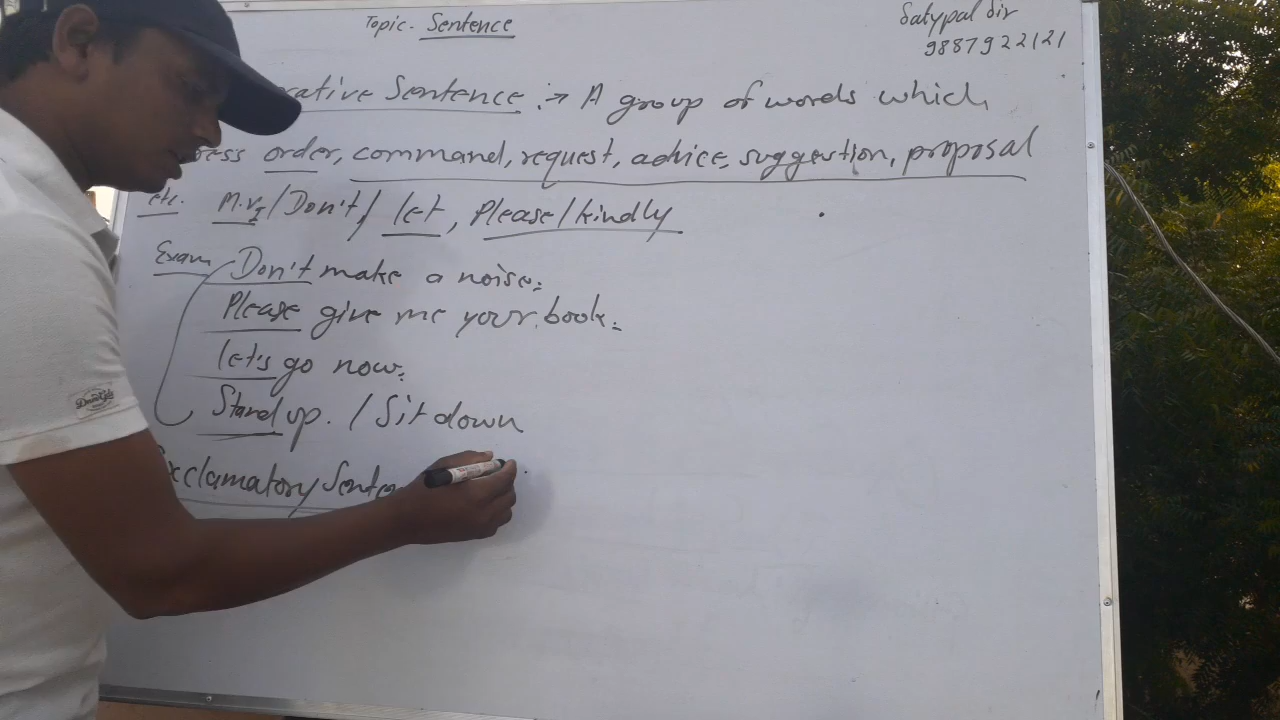 Topic- Sentence
Satypal Sir
9887922121
rative Sentence :→ A group of words which
ress order, command, request, advice, suggestion, proposal
etc. M.V1/Don't/ let, Please/kindly
Exam Don't make a noise.
Please give me your book.
let's go now.
Stand up. / Sit down
xclamatory Senten